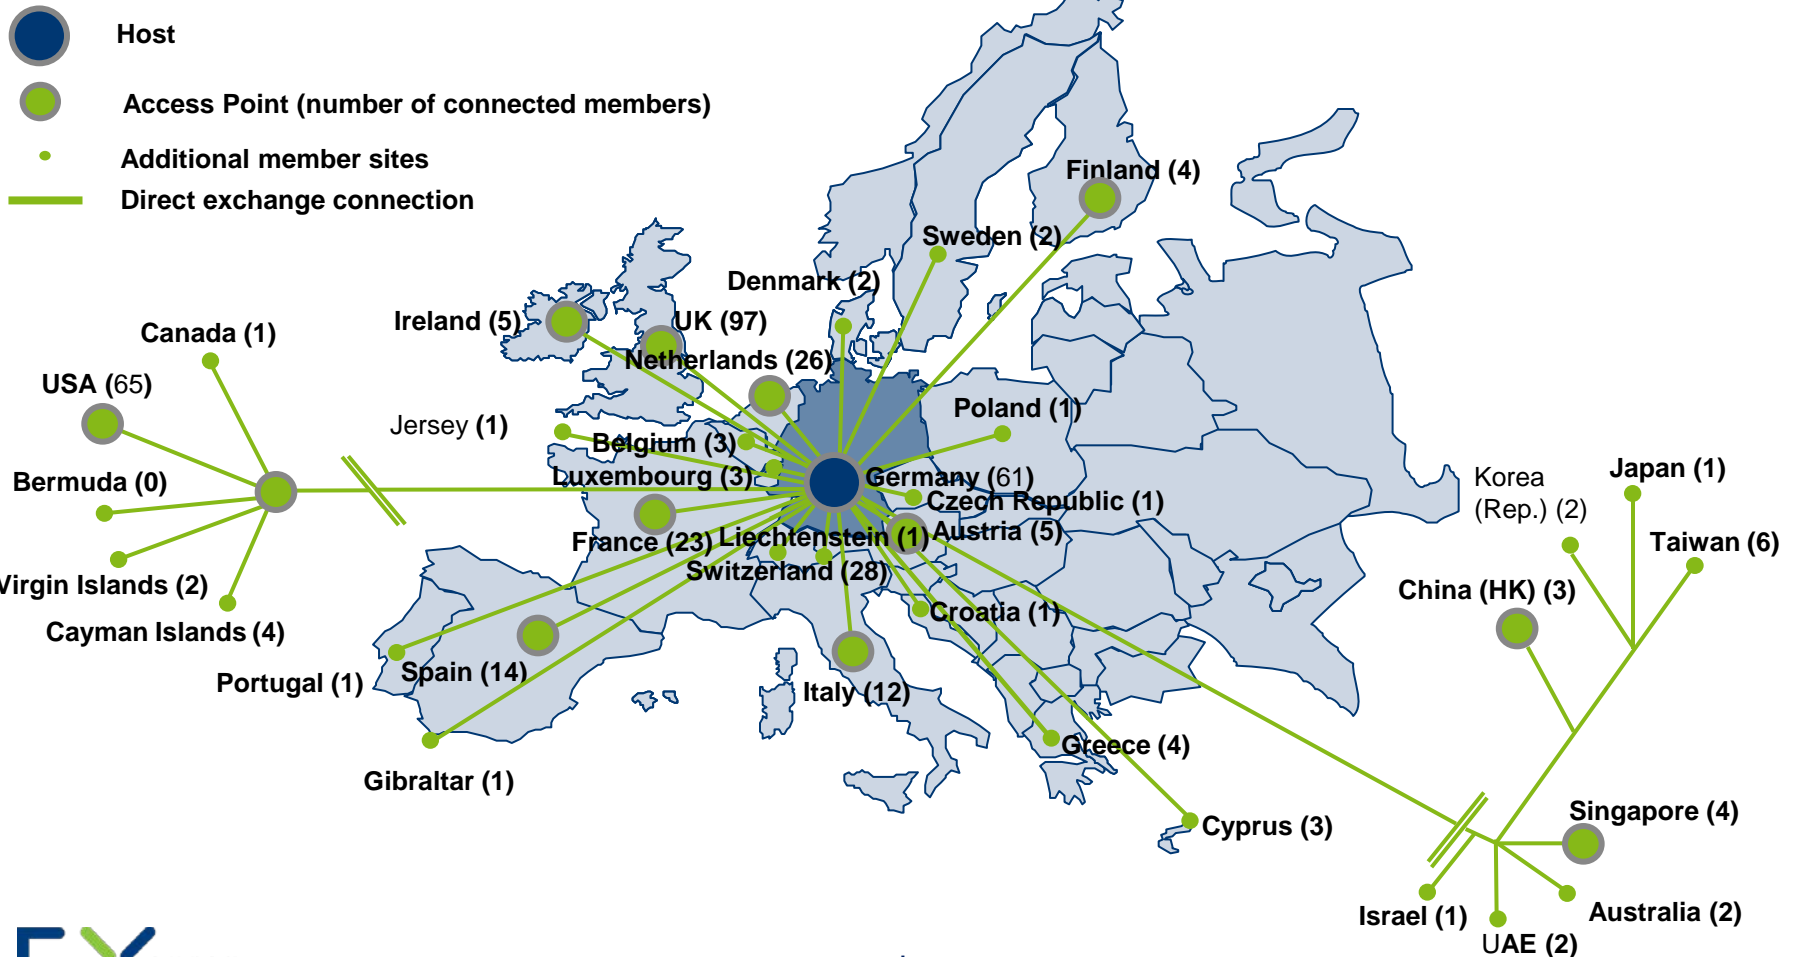 Host
Access Point (number of connected members)
Additional member sites
Direct exchange connection
Finland (4)
Sweden (2)
Denmark (2)
Ireland (5)
UK (97)
Canada (1)
Netherlands (26)
USA (65)
Jersey (1)
Poland (1)
Belgium (3)
Luxembourg (3)
Germany (61)
Czech Republic (1)
Bermuda (0)
Korea
(Rep.) (2)
Japan (1)
France (23)
Liechtenstein (1)
Austria (5)
Taiwan (6)
Switzerland (28)
Virgin Islands (2)
China (HK) (3)
Croatia (1)
Cayman Islands (4)
Portugal (1)
Spain (14)
Italy (12)
Greece (4)
Gibraltar (1)
Cyprus (3)
Singapore (4)
Israel (1)
Australia (2)
UAE (2)